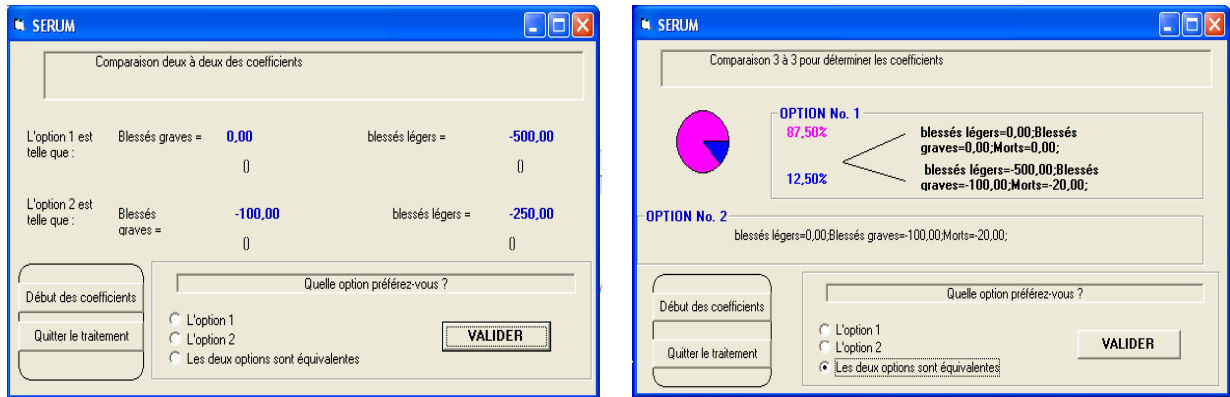 SERUM
Comparaison deux à deux des coefficients
L'option 1 est
telle que :
Blessés graves =
0,00
blessés légers =
-500,00
()
()
L'option 2 est
telle que :
Blessés
graves =
-100,00
blessés légers =
-250,00
()
()
Début des coefficients
Quitter le traitement
Quelle option préférez-vous ?
L'option 1
L'option 2
Les deux options sont équivalentes
VALIDER
SERUM
Comparaison 3 à 3 pour déterminer les coefficients
OPTION No. 1
87,50%
blessés légers=0,00;Blessés
graves=0,00;Morts=0,00;
12,50%
blessés légers=-500,00;Blessés
graves=-100,00;Morts=-20,00;
OPTION No. 2
blessés légers=0,00;Blessés graves=-100,00;Morts=-20,00;
Début des coefficients
Quitter le traitement
Quelle option préférez-vous ?
L'option 1
L'option 2
Les deux options sont équivalentes
VALIDER